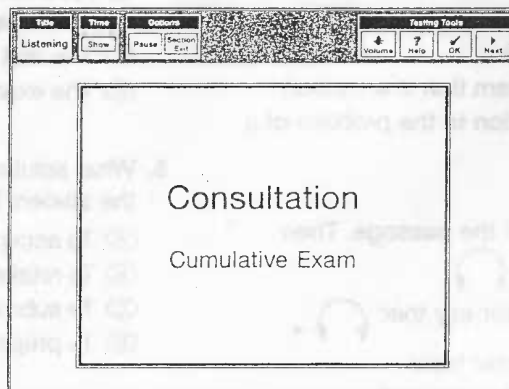 Title
Time
Options
Testing Tools
Listening
Show
Pause
Section Exit
Volume
Help
OK
Next
Consultation
Cumulative Exam